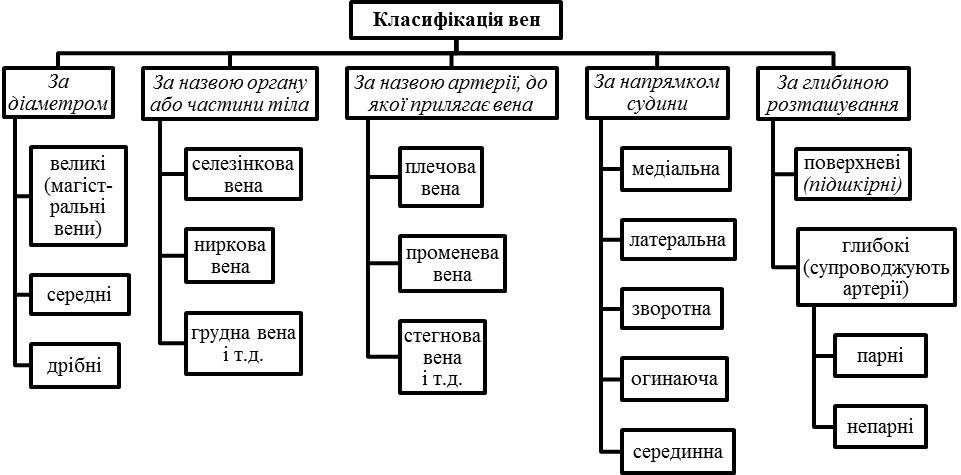 Класифікація вен
За
діаметром
великі
(магіст-
ральні
вени)
середні
дрібні
За назвою органу
або частини тіла
селезінкова
вена
ниркова
вена
грудна вена
і т.д.
За назвою артерії, до
якої прилягає вена
плечова
вена
променева
вена
стегнова
вена
і т.д.
За напрямком
судини
медіальна
латеральна
зворотна
огинаюча
серединна
За глибиною
розташування
поверхневі
(підшкірні)
глибокі
(супроводжують
артерії)
парні
непарні